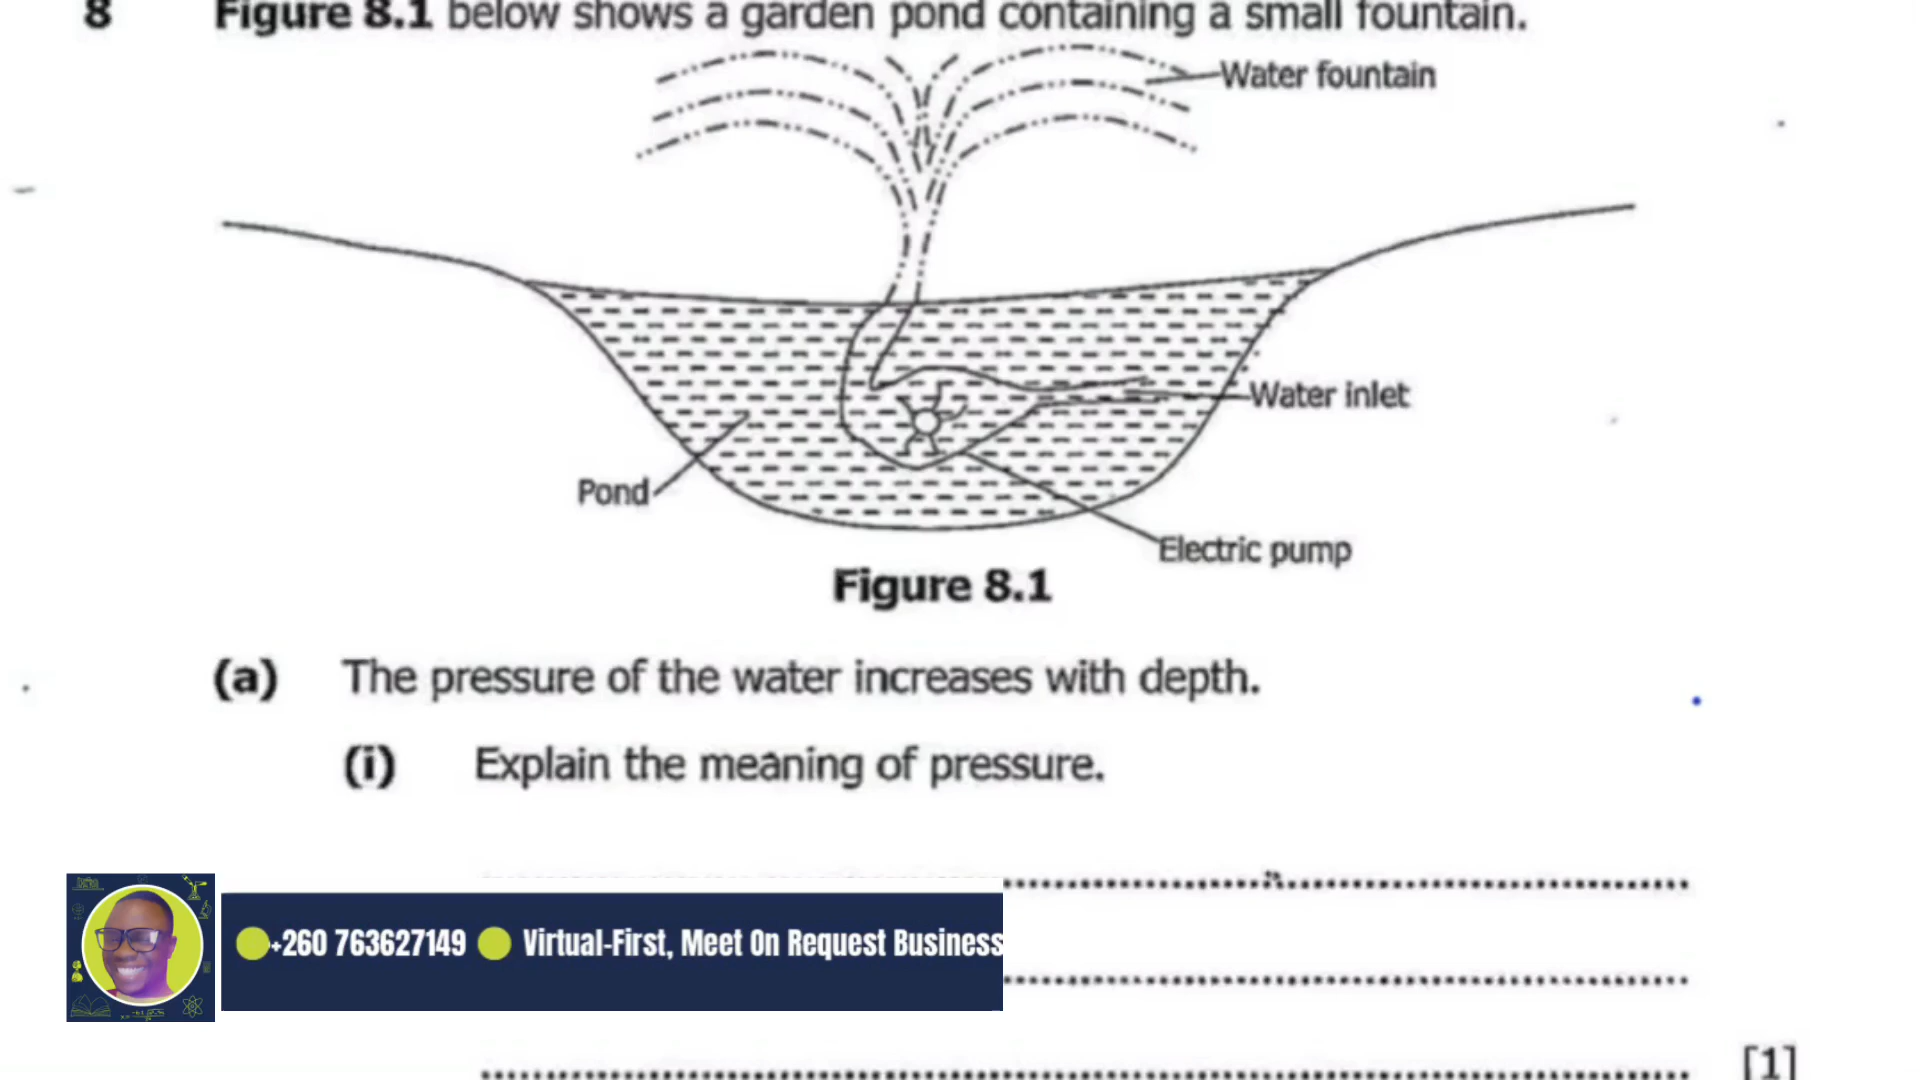 8 Figure 8.1 below shows a garden pond containing a small fountain.
Water fountain
Water inlet
Pond
Electric pump
Figure 8.1
(a) The pressure of the water increases with depth.
(i) Explain the meaning of pressure.
+260 763627149 Virtual-First, Meet On Request Business
[1]